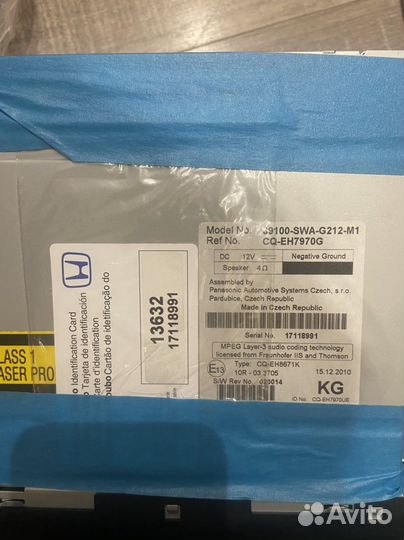 Model No. 39100-SWA-G212-M1
Ref No. CQ-EH7970G
DC 12V Negative Ground
Speaker 4Ω
Assembled by
Panasonic Automotive Systems Czech, s.r.o.
Pardubice, Czech Republic
Made in Czech Republic
Serial No. 17118991
MPEG Layer-3 audio coding technology
licensed from Fraunhofer IIS and Thomson
E13
Type CQ-EH8671K
10R - 03 3705
15.12.2010
S/W Rev No. 023014
KG
ID No. CQ-EH7970UE
13632
17118991
Identification Card
Tarjeta de identificación
Carte d'identification
Cartão de idetificação do
LASS 1
ASER PRO
Avito